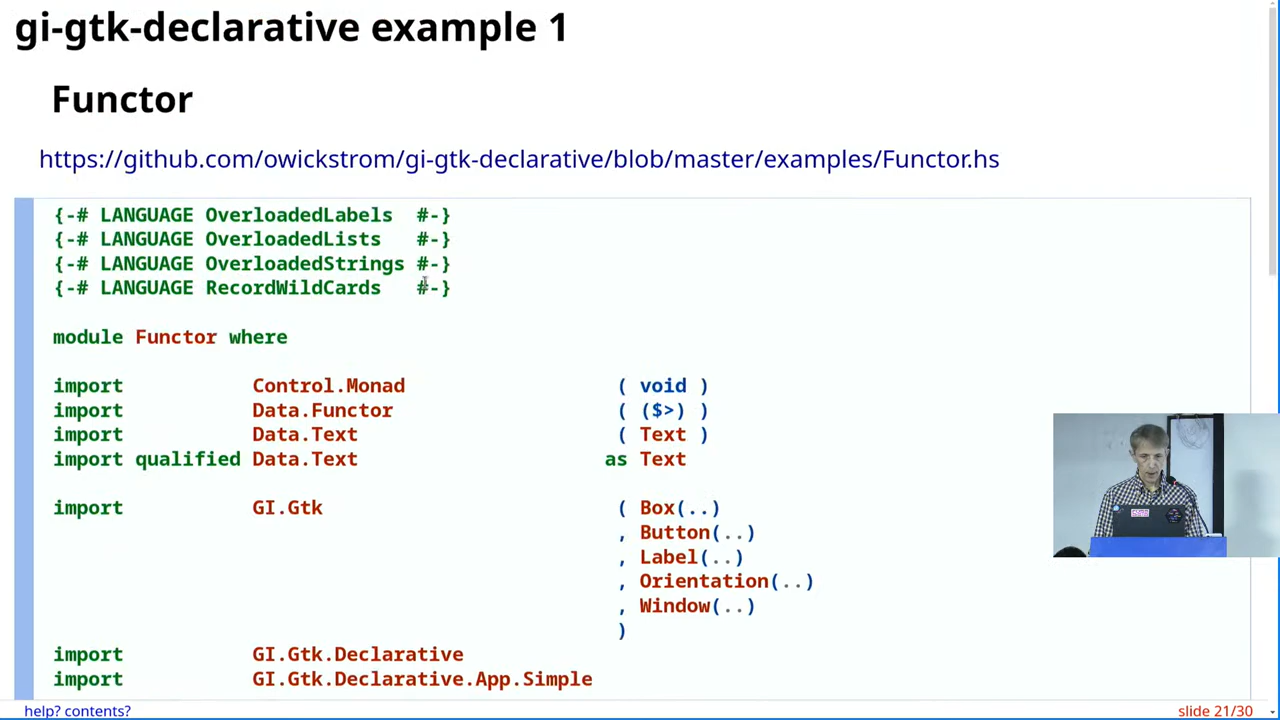 gi-gtk-declarative example 1
Functor
https://github.com/owickstrom/gi-gtk-declarative/blob/master/examples/Functor.hs
{-# LANGUAGE OverloadedLabels  #-}
{-# LANGUAGE OverloadedLists   #-}
{-# LANGUAGE OverloadedStrings #-}
{-# LANGUAGE RecordWildCards   #-}
module Functor where
import           Control.Monad                  ( void )
import           Data.Functor                   ( ($>) )
import           Data.Text                      ( Text )
import qualified Data.Text                     as Text
import           GI.Gtk                         ( Box(..)
, Button(..)
, Label(..)
, Orientation(..)
, Window(..)
)
import           GI.Gtk.Declarative
import           GI.Gtk.Declarative.App.Simple
help? contents?
slide 21/30